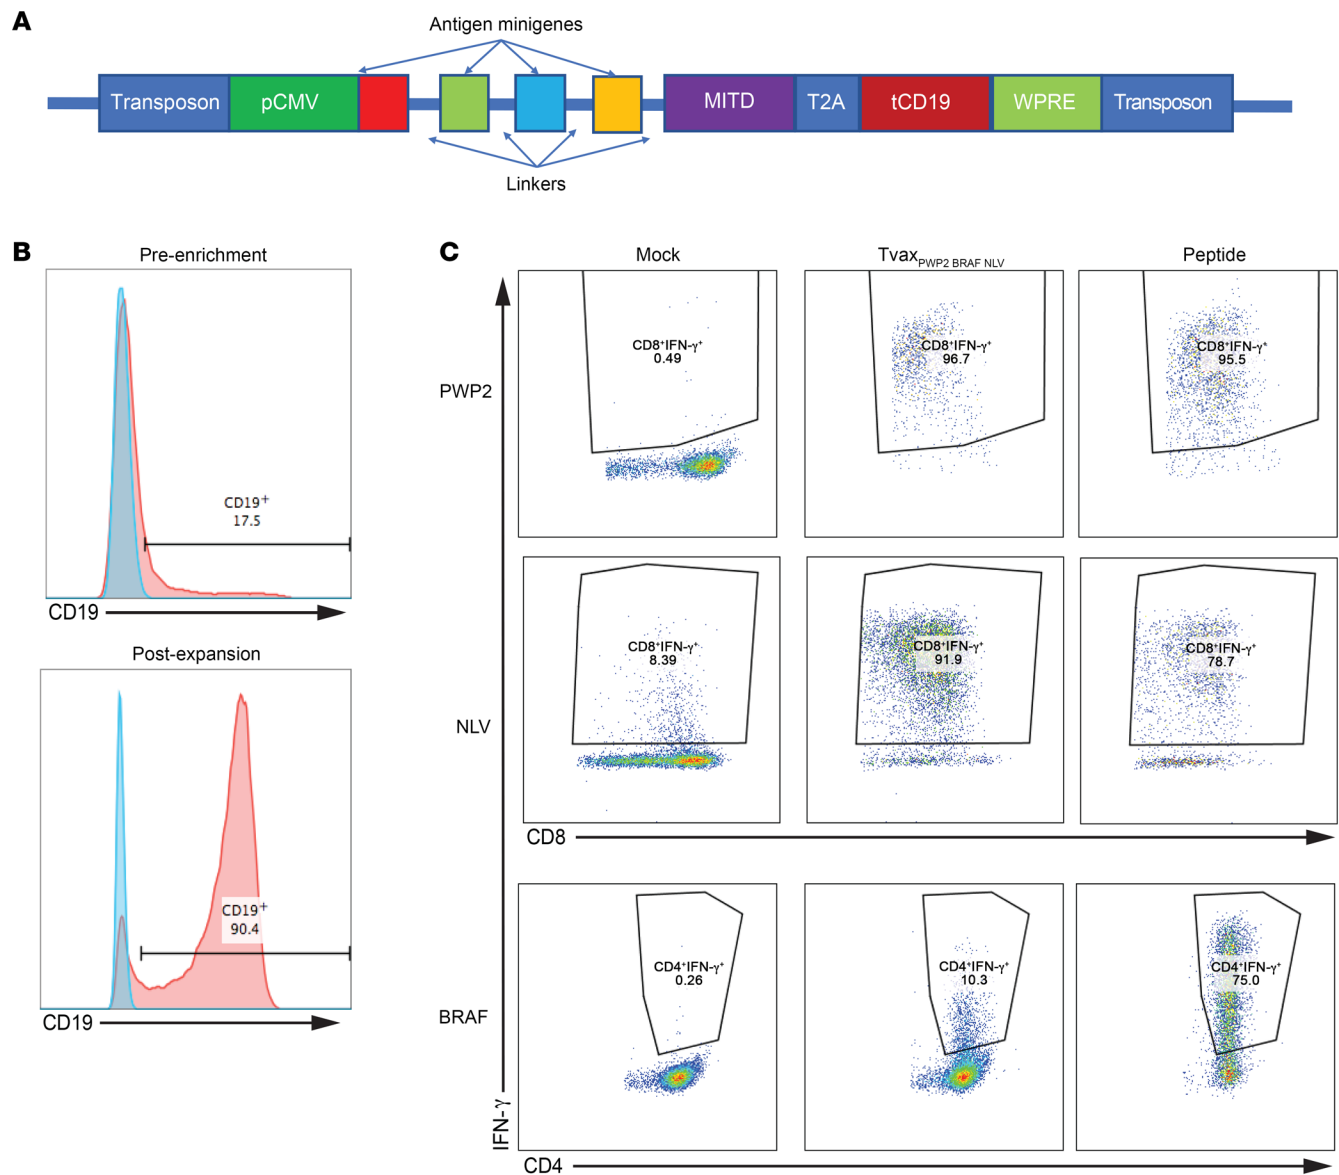 A
Antigen minigenes
Transposon pCMV MITD T2A tCD19 WPRE Transposon
Linkers
B
Pre-enrichment
CD19+
17.5
CD19
Post-expansion
CD19+
90.4
CD19
C
Mock TvaxPWP2 BRAF NLV Peptide
PWP2
CD8+IFN-γ+
0.49
CD8+IFN-γ+
96.7
CD8+IFN-γ+
95.5
NLV
CD8+IFN-γ+
8.39
CD8+IFN-γ+
91.9
CD8+IFN-γ+
78.7
CD8
BRAF
CD4+IFN-γ+
0.26
CD4+IFN-γ+
10.3
CD4+IFN-γ+
75.0
IFN-γ
CD4